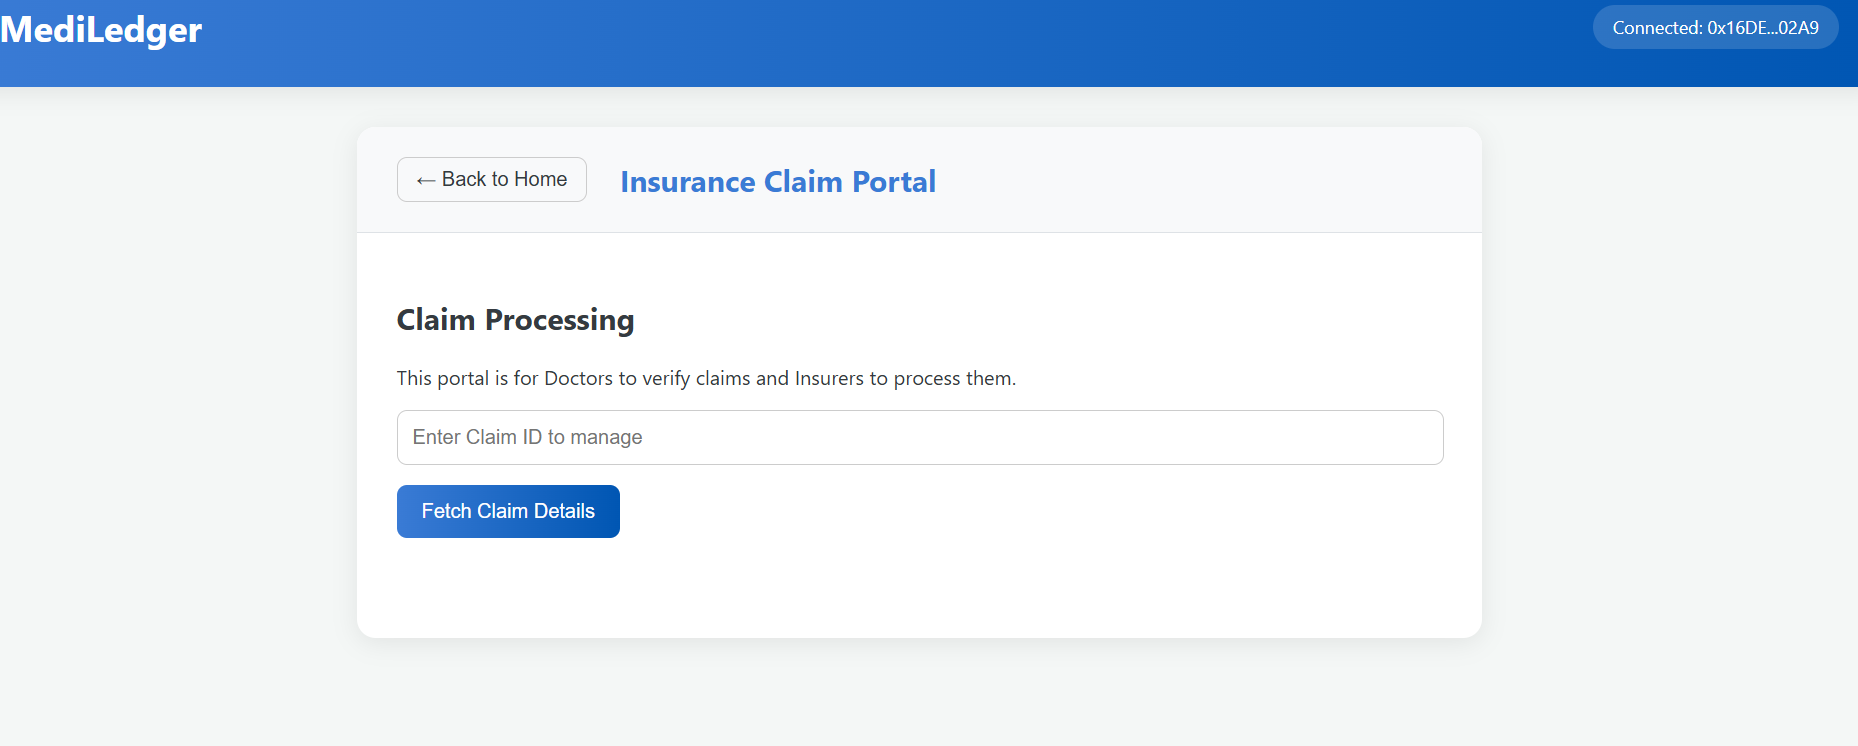 MediLedger
Connected: 0x16DE...02A9
← Back to Home
Insurance Claim Portal
Claim Processing
This portal is for Doctors to verify claims and Insurers to process them.
Enter Claim ID to manage
Fetch Claim Details